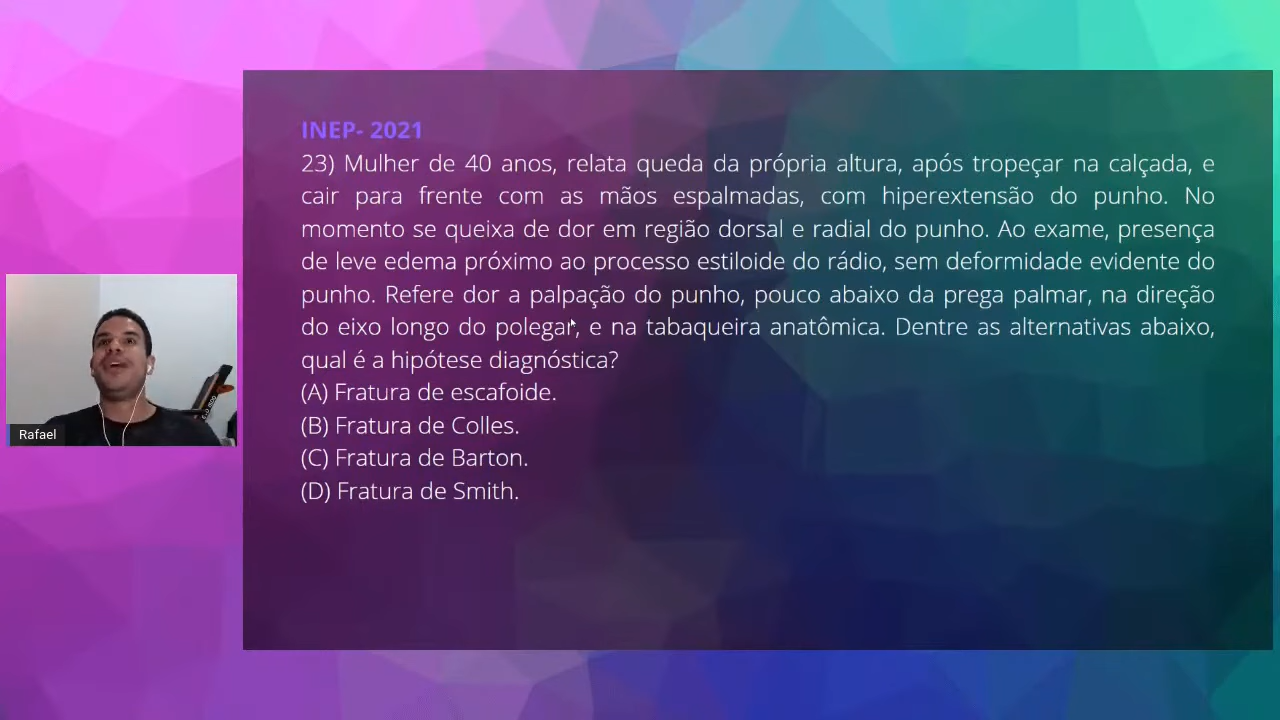 INEP- 2021
23) Mulher de 40 anos, relata queda da própria altura, após tropeçar na calçada, e
cair para frente com as mãos espalmadas, com hiperextensão do punho. No
momento se queixa de dor em região dorsal e radial do punho. Ao exame, presença
de leve edema próximo ao processo estiloide do rádio, sem deformidade evidente do
punho. Refere dor a palpação do punho, pouco abaixo da prega palmar, na direção
do eixo longo do polegar, e na tabaqueira anatômica. Dentre as alternativas abaixo,
qual é a hipótese diagnóstica?
(A) Fratura de escafoide.
(B) Fratura de Colles.
(C) Fratura de Barton.
(D) Fratura de Smith.
Rafael